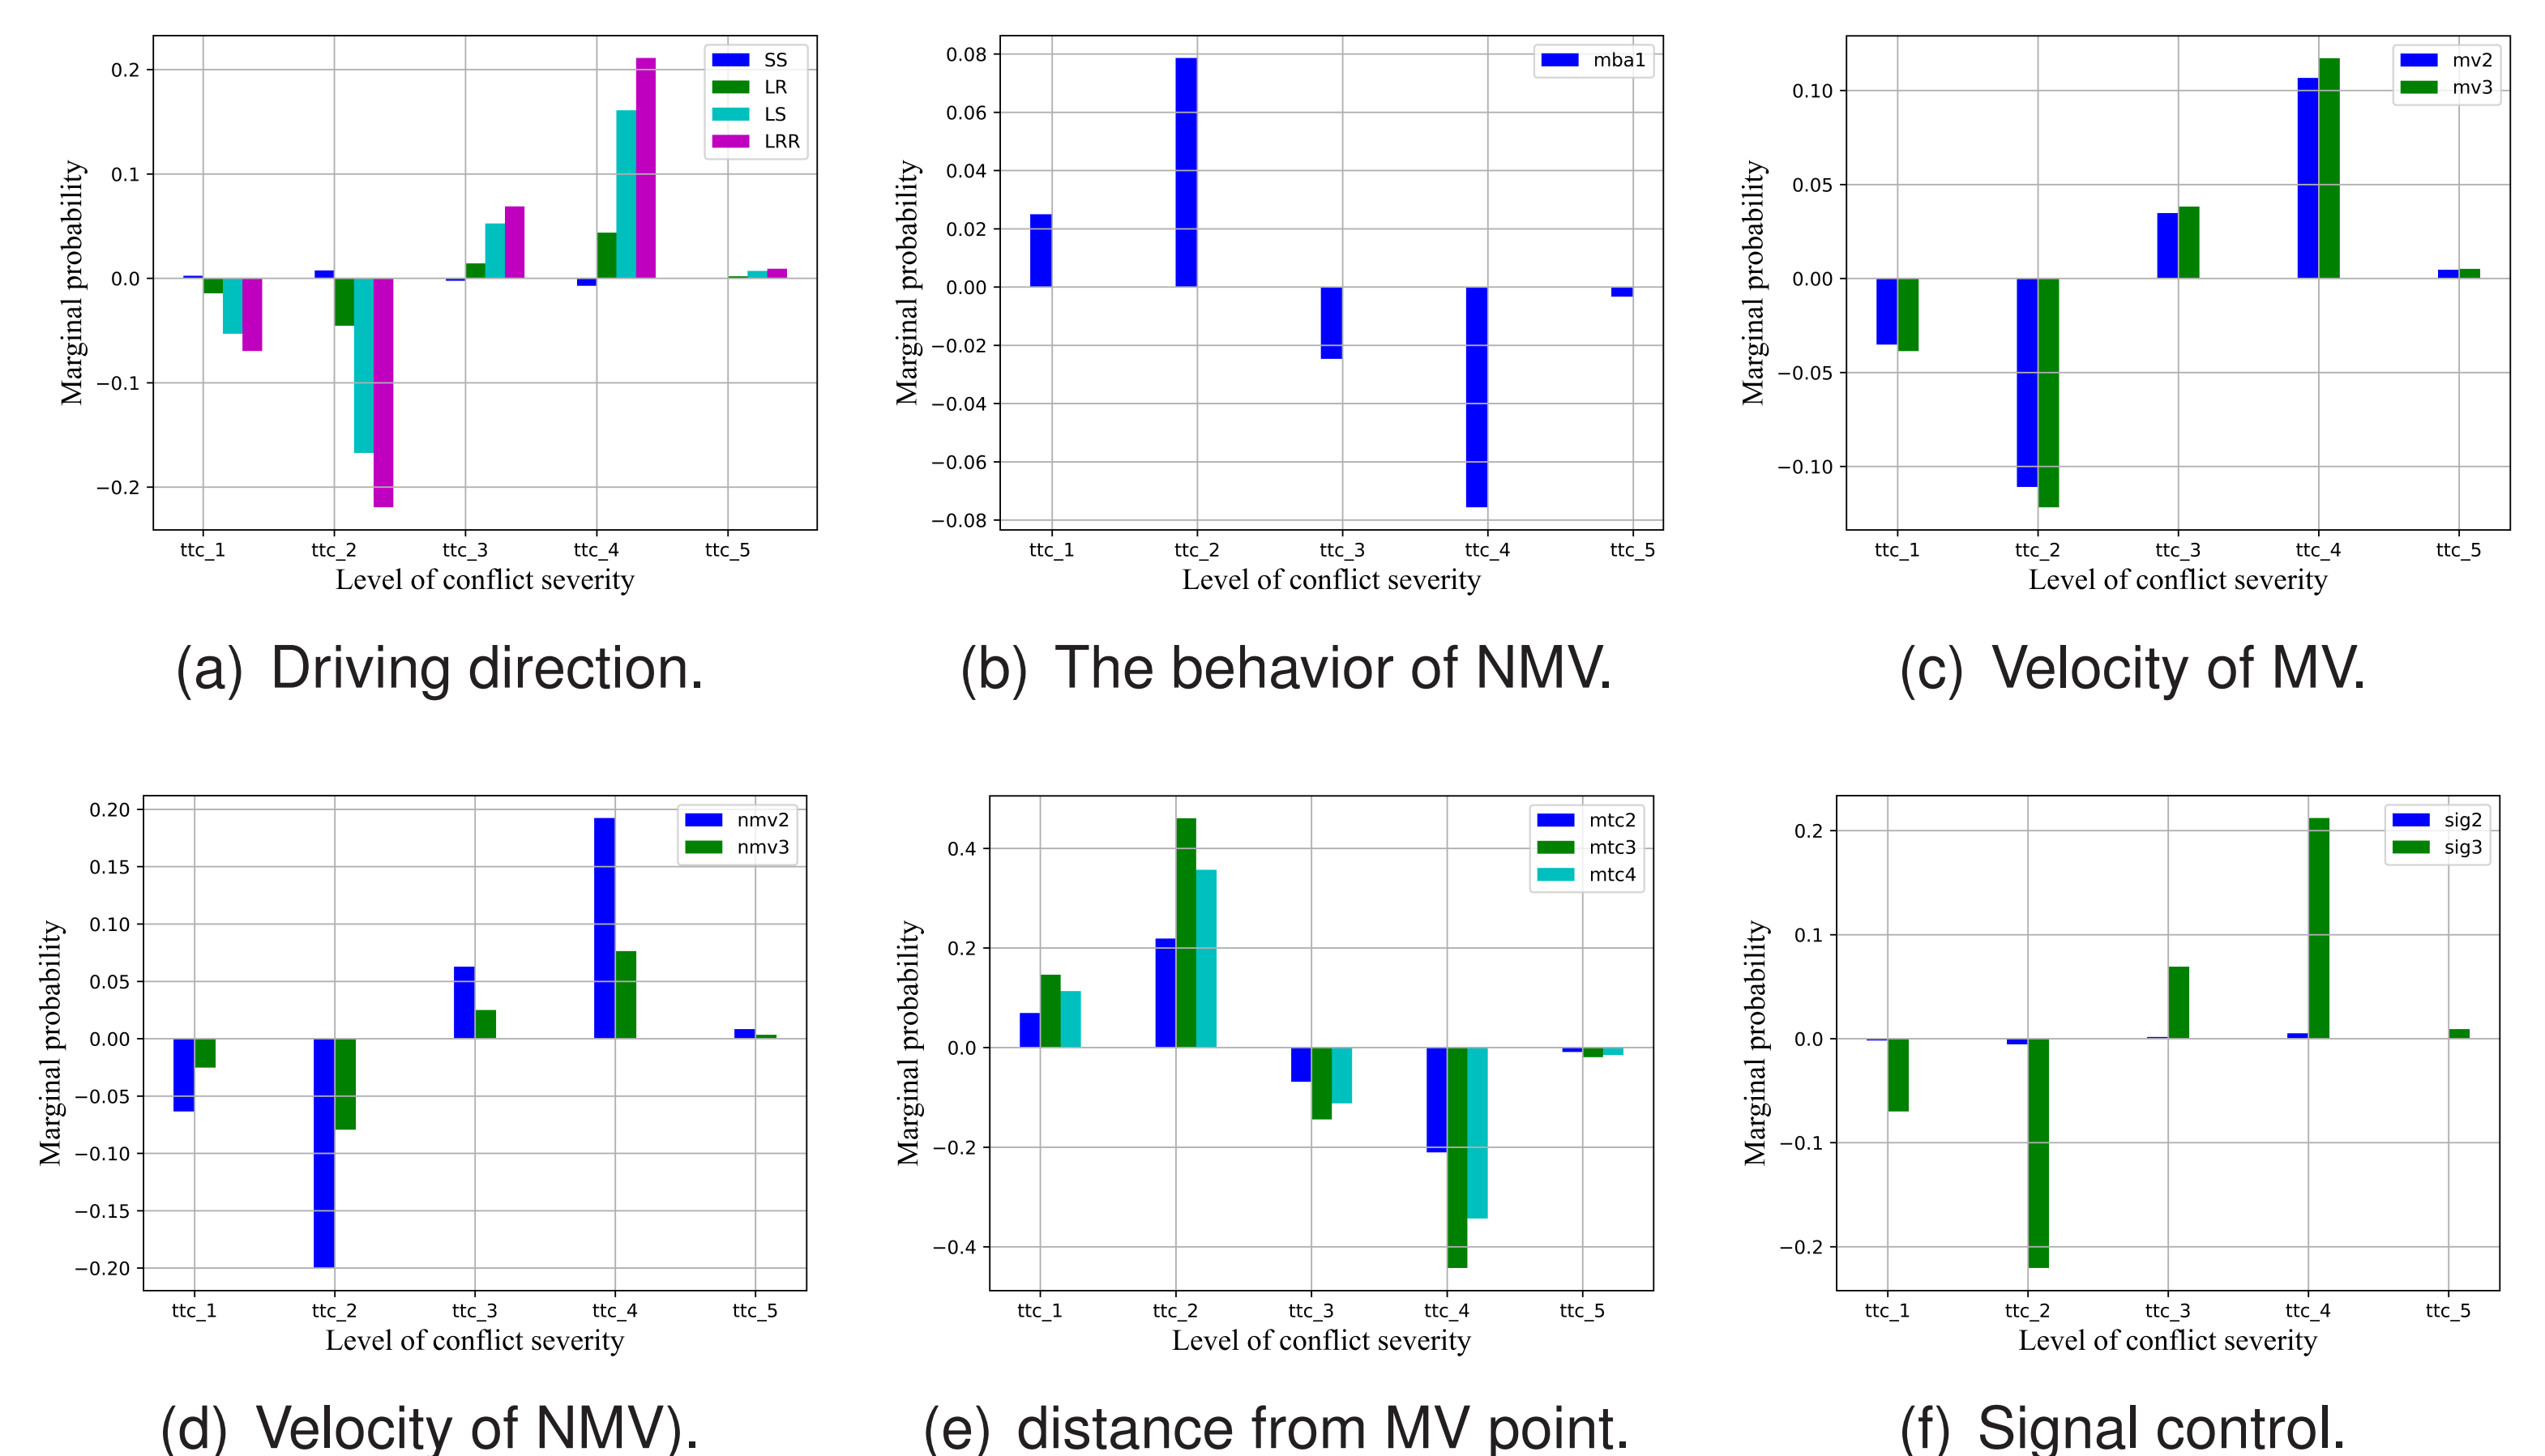 Marginal probability
0.2
0.1
0.0
−0.1
−0.2
SS
LR
LS
LRR
ttc_1 ttc_2 ttc_3 ttc_4 ttc_5
Level of conflict severity
(a) Driving direction.
Marginal probability
0.08
0.06
0.04
0.02
0.00
−0.02
−0.04
−0.06
−0.08
mba1
ttc_1 ttc_2 ttc_3 ttc_4 ttc_5
Level of conflict severity
(b) The behavior of NMV.
Marginal probability
0.10
0.05
0.00
−0.05
−0.10
mv2
mv3
ttc_1 ttc_2 ttc_3 ttc_4 ttc_5
Level of conflict severity
(c) Velocity of MV.
Marginal probability
0.20
0.15
0.10
0.05
0.00
−0.05
−0.10
−0.15
−0.20
nmv2
nmv3
ttc_1 ttc_2 ttc_3 ttc_4 ttc_5
Level of conflict severity
(d) Velocity of NMV).
Marginal probability
0.4
0.2
0.0
−0.2
−0.4
mtc2
mtc3
mtc4
ttc_1 ttc_2 ttc_3 ttc_4 ttc_5
Level of conflict severity
(e) distance from MV point.
Marginal probability
0.2
0.1
0.0
−0.1
−0.2
sig2
sig3
ttc_1 ttc_2 ttc_3 ttc_4 ttc_5
Level of conflict severity
(f) Signal control.